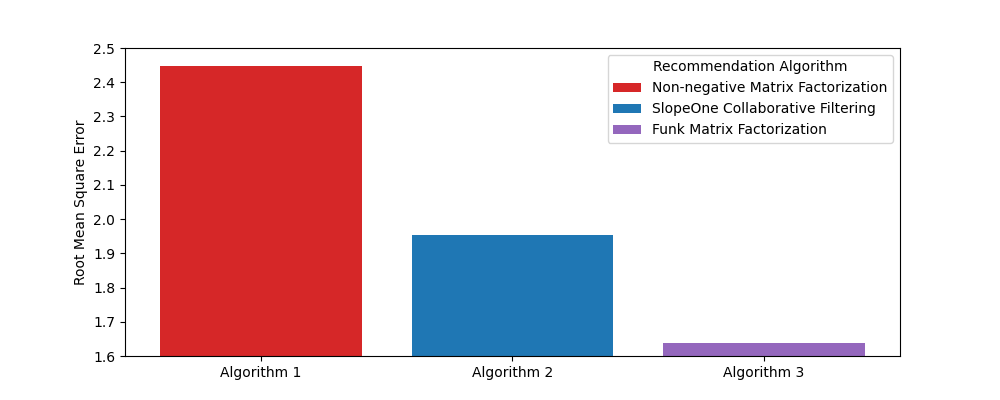 2.5
2.4
2.3
2.2
2.1
2.0
1.9
1.8
1.7
1.6
Root Mean Square Error
Recommendation Algorithm
Non-negative Matrix Factorization
SlopeOne Collaborative Filtering
Funk Matrix Factorization
Algorithm 1
Algorithm 2
Algorithm 3